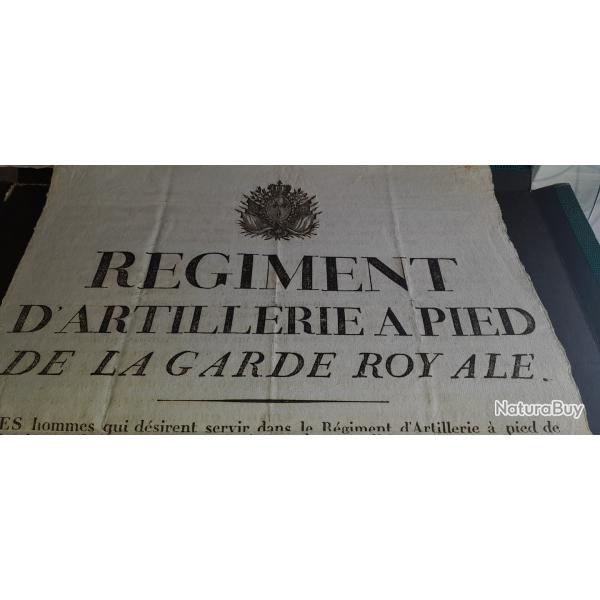 REGIMENT
D'ARTILLERIE A PIED
DE LA GARDE ROYALE.
ES hommes qui désirent servir dans le Régiment d'Artillerie à pied de
NaturaBuy